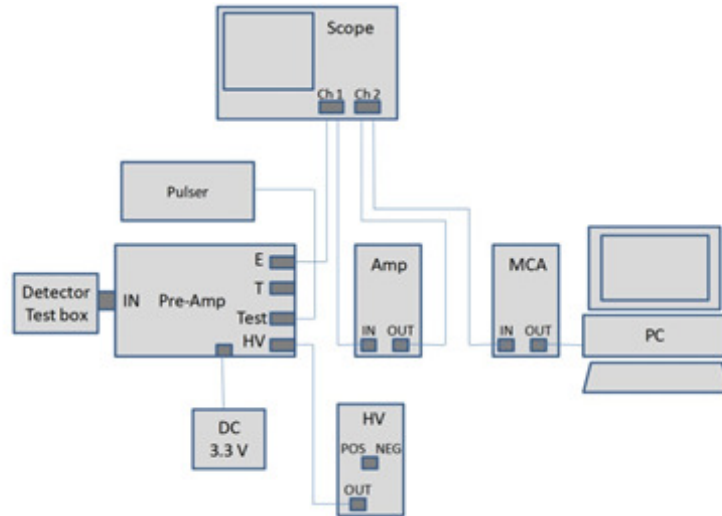 Scope
Ch 1 Ch 2
Pulser
Detector
Test box
IN
Pre-Amp
E
T
Test
HV
Amp
IN OUT
MCA
IN OUT
PC
DC
3.3 V
HV
POS NEG
OUT